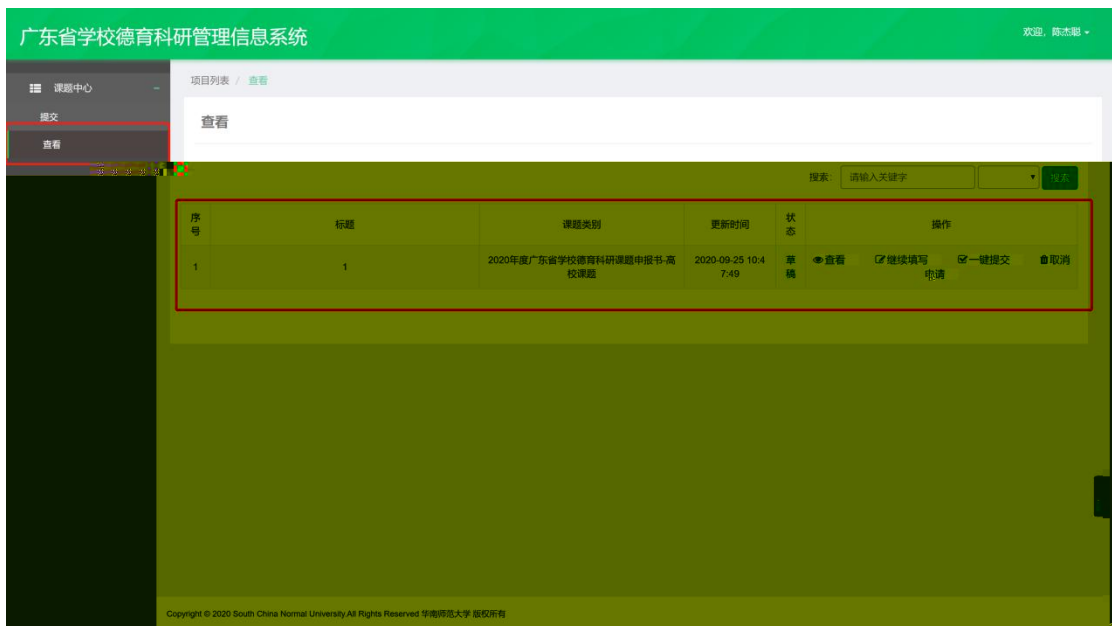 广东省学校德育科研管理信息系统
欢迎, 陈杰聪
课题中心
提交
查看
项目列表 / 查看
查看
搜索: 请输入关键字 搜索
序号 标题 课题类别 更新时间 状态 操作
1 1 2020年度广东省学校德育科研课题申报书-高 2020-09-25 10:4 草 查看 继续填写 一键提交 取消
校课题 7:49 稿 申请
Copyright © 2020 South China Normal University.All Rights Reserved 华南师范大学 版权所有